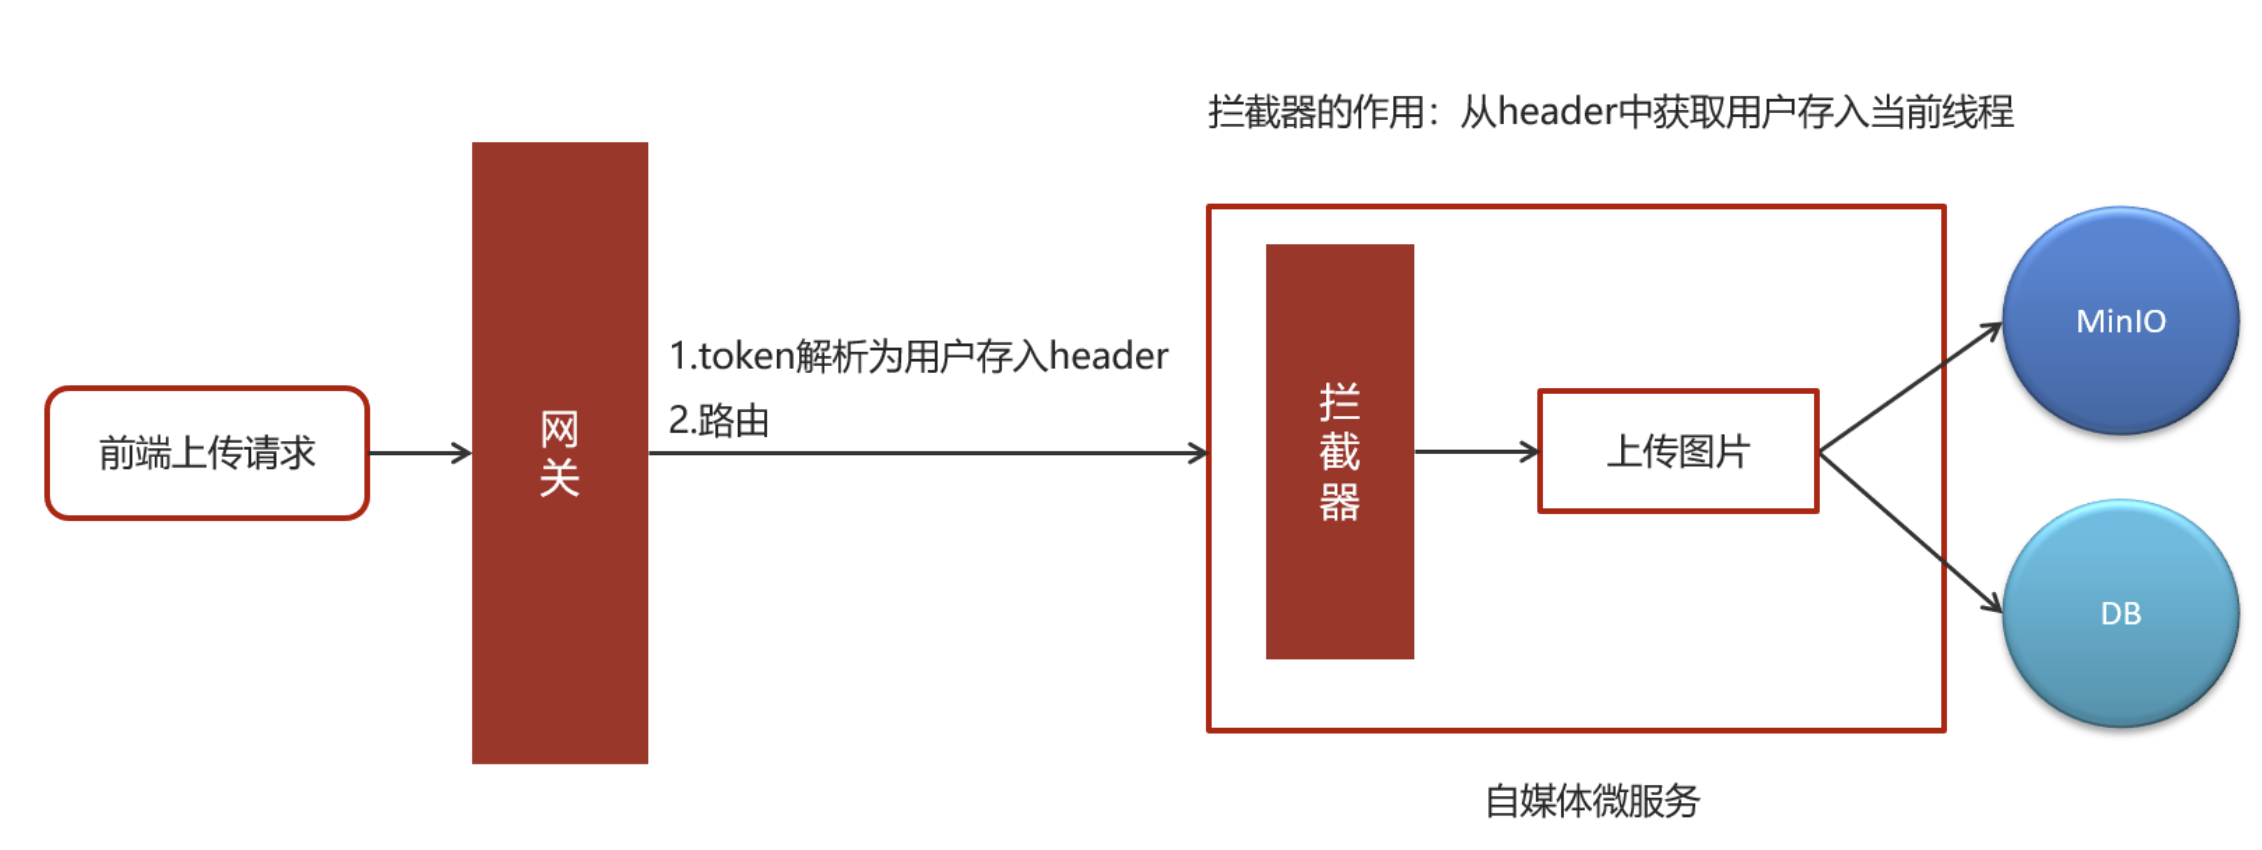 拦截器的作用：从header中获取用户存入当前线程
前端上传请求
网关
1.token解析为用户存入header
2.路由
拦截器
上传图片
MinIO
DB
自媒体微服务